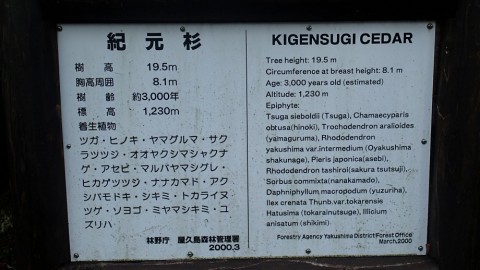 紀元杉
樹高 19.5m
胸高周囲 8.1m
樹齢 約3,000年
標高 1,230m
着生植物
ツガ・ヒノキ・ヤマグルマ・サク
ラツツジ・オオヤクシマシャクナ
ゲ・アセビ・マルバヤマシグレ・
ヒカゲツツジ・ナナカマド・アク
シバモドキ・シキミ・トカライヌ
ツゲ・ソヨゴ・ミヤマシキミ・ユ
ズリハ
林野庁 屋久島森林管理署
2000.3
KIGENSUGI CEDAR
Tree height: 19.5 m
Circumference at breast height: 8.1 m
Age: 3,000 years old (estimated)
Altitude: 1,230 m
Epiphyte:
Tsuga sieboldii (Tsuga), Chamaecyparis
obtusa(hinoki), Trochodendron aralioides
(yamaguruma), Rhododendron
yakushima var.intermedium (Oyakushima
shakunage), Pieris japonica(asebi),
Rhododendron tashiroi(sakura tsutsuji),
Sorbus commixta(nanakamado),
Daphniphyllum macropodum (yuzuriha),
Ilex orenata Thunb.var.tokarensie
Hatusima (tokarainutsuge), Illicium
anisatum (shikimi)
Forestry Agency Yakushima District Forest Office
March,2000